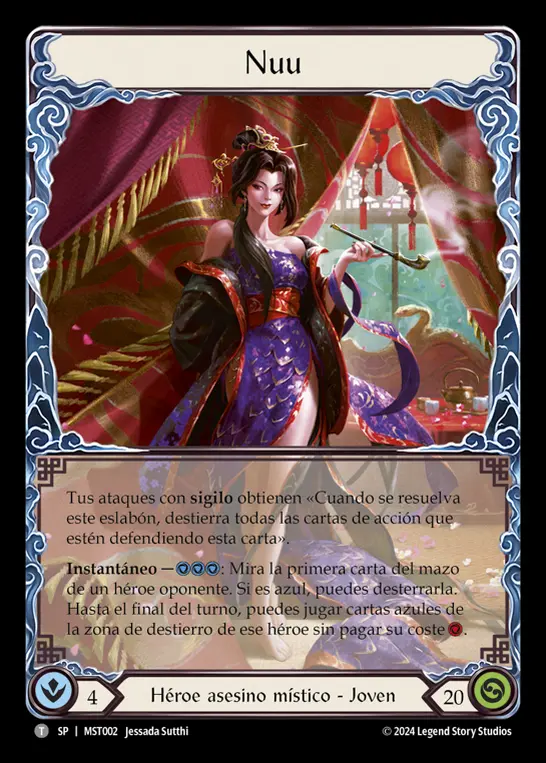 Nuu
Tus ataques con sigilo obtienen «Cuando se resuelva
este eslabón, destierra todas las cartas de acción que
estén defendiendo esta carta».
Instantáneo — : Mira la primera carta del mazo
de un héroe oponente. Si es azul, puedes desterrarla.
Hasta el final del turno, puedes jugar cartas azules de
la zona de destierro de ese héroe sin pagar su coste .
4 Héroe asesino místico - Joven 20
T SP | MST002 Jessada Sutthi © 2024 Legend Story Studios